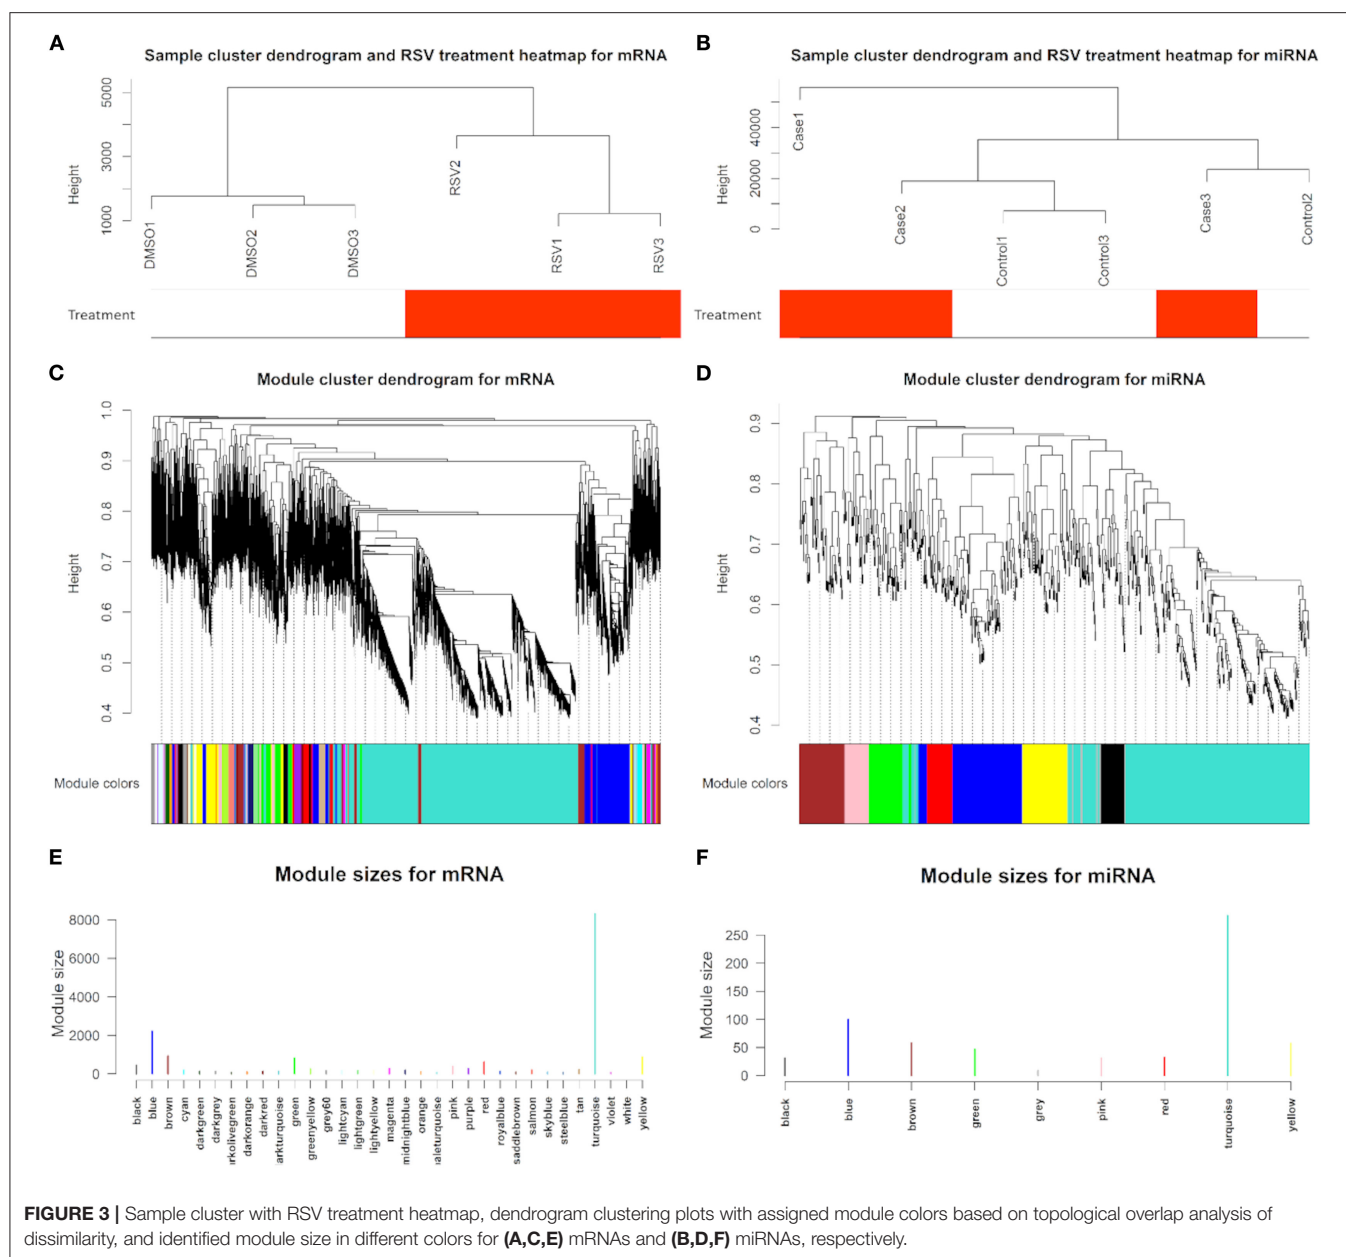 A
Sample cluster dendrogram and RSV treatment heatmap for mRNA
Height
5000
3000
1000
DMSO1
DMSO2
DMSO3
RSV2
RSV1
RSV3
Treatment
B
Sample cluster dendrogram and RSV treatment heatmap for miRNA
Height
40000
20000
0
Case1
Case2
Control1
Control3
Case3
Control2
Treatment
C
Module cluster dendrogram for mRNA
Height
1.0
0.9
0.8
0.7
0.6
0.5
0.4
Module colors
D
Module cluster dendrogram for miRNA
Height
0.9
0.8
0.7
0.6
0.5
0.4
Module colors
E
Module sizes for mRNA
Module size
8000
6000
4000
2000
0
black
blue
brown
cyan
darkgreen
darkgrey
arkolivegreen
darkorange
darkred
arkturquoise
green
greenyellow
grey60
lightcyan
lightgreen
lightyellow
magenta
midnightblue
orange
aleturquoise
pink
purple
red
royalblue
saddlebrown
salmon
skyblue
steelblue
tan
turquoise
violet
white
yellow
F
Module sizes for miRNA
Module size
250
200
150
100
50
0
black
blue
brown
green
grey
pink
red
turquoise
yellow
FIGURE 3 | Sample cluster with RSV treatment heatmap, dendrogram clustering plots with assigned module colors based on topological overlap analysis of
dissimilarity, and identified module size in different colors for (A,C,E) mRNAs and (B,D,F) miRNAs, respectively.